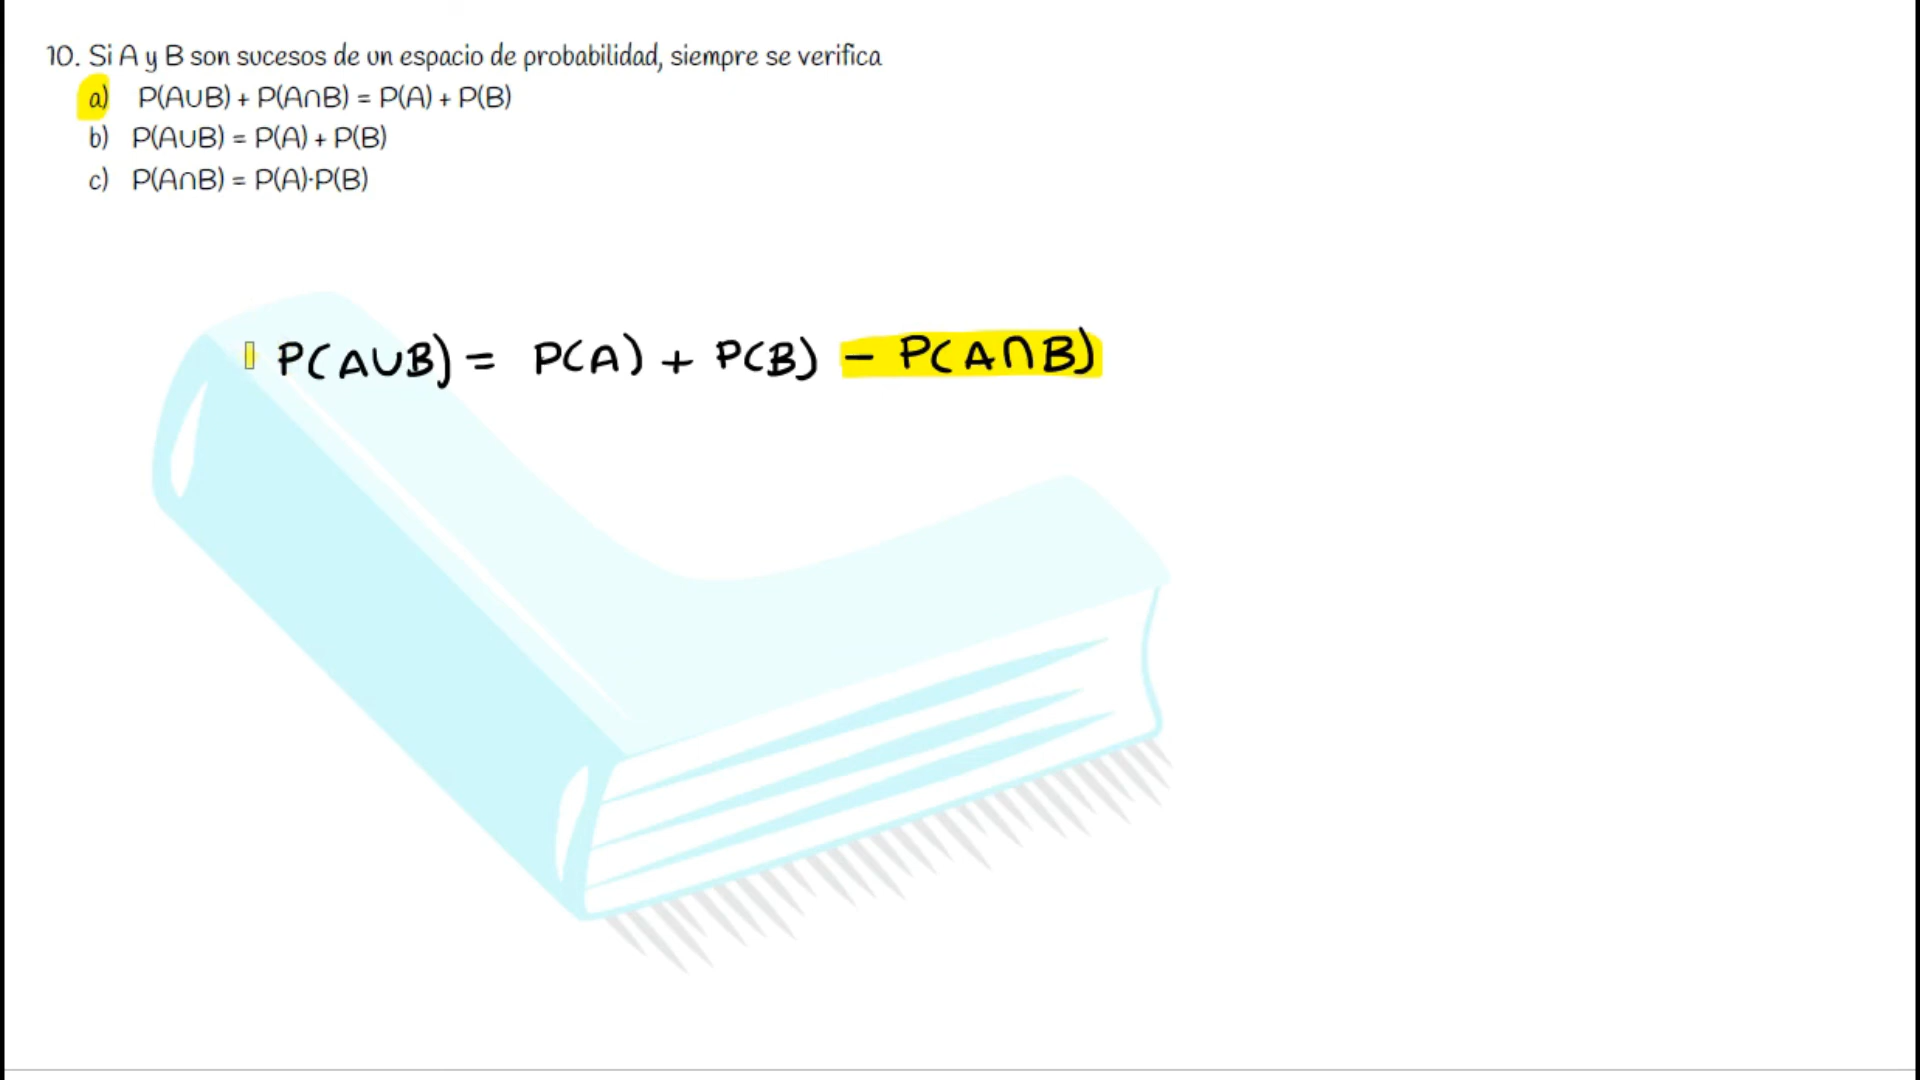 10. Si A y B son sucesos de un espacio de probabilidad, siempre se verifica
a) P(A∪B) + P(A∩B) = P(A) + P(B)
b) P(A∪B) = P(A) + P(B)
c) P(A∩B) = P(A)·P(B)
P(A∪B) = P(A) + P(B) − P(A∩B)